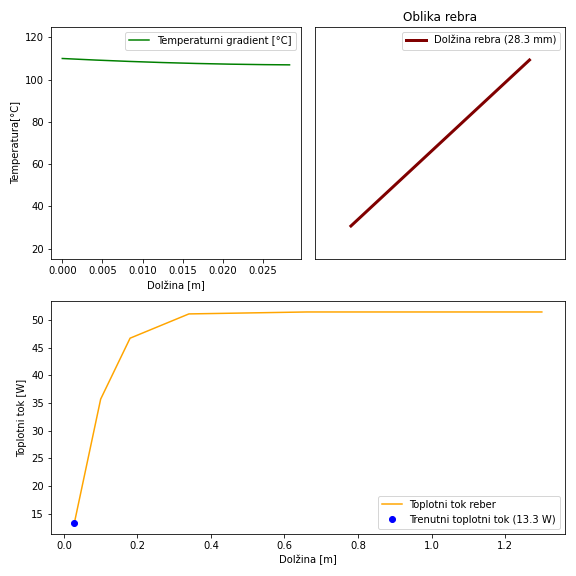 Temperaturni gradient [°C]
120
100
80
60
40
20
Temperatura[°C]
0.000 0.005 0.010 0.015 0.020 0.025
Dolžina [m]
Oblika rebra
Dolžina rebra (28.3 mm)
50
45
40
35
30
25
20
15
Toplotni tok [W]
Toplotni tok reber
Trenutni toplotni tok (13.3 W)
0.0 0.2 0.4 0.6 0.8 1.0 1.2
Dolžina [m]